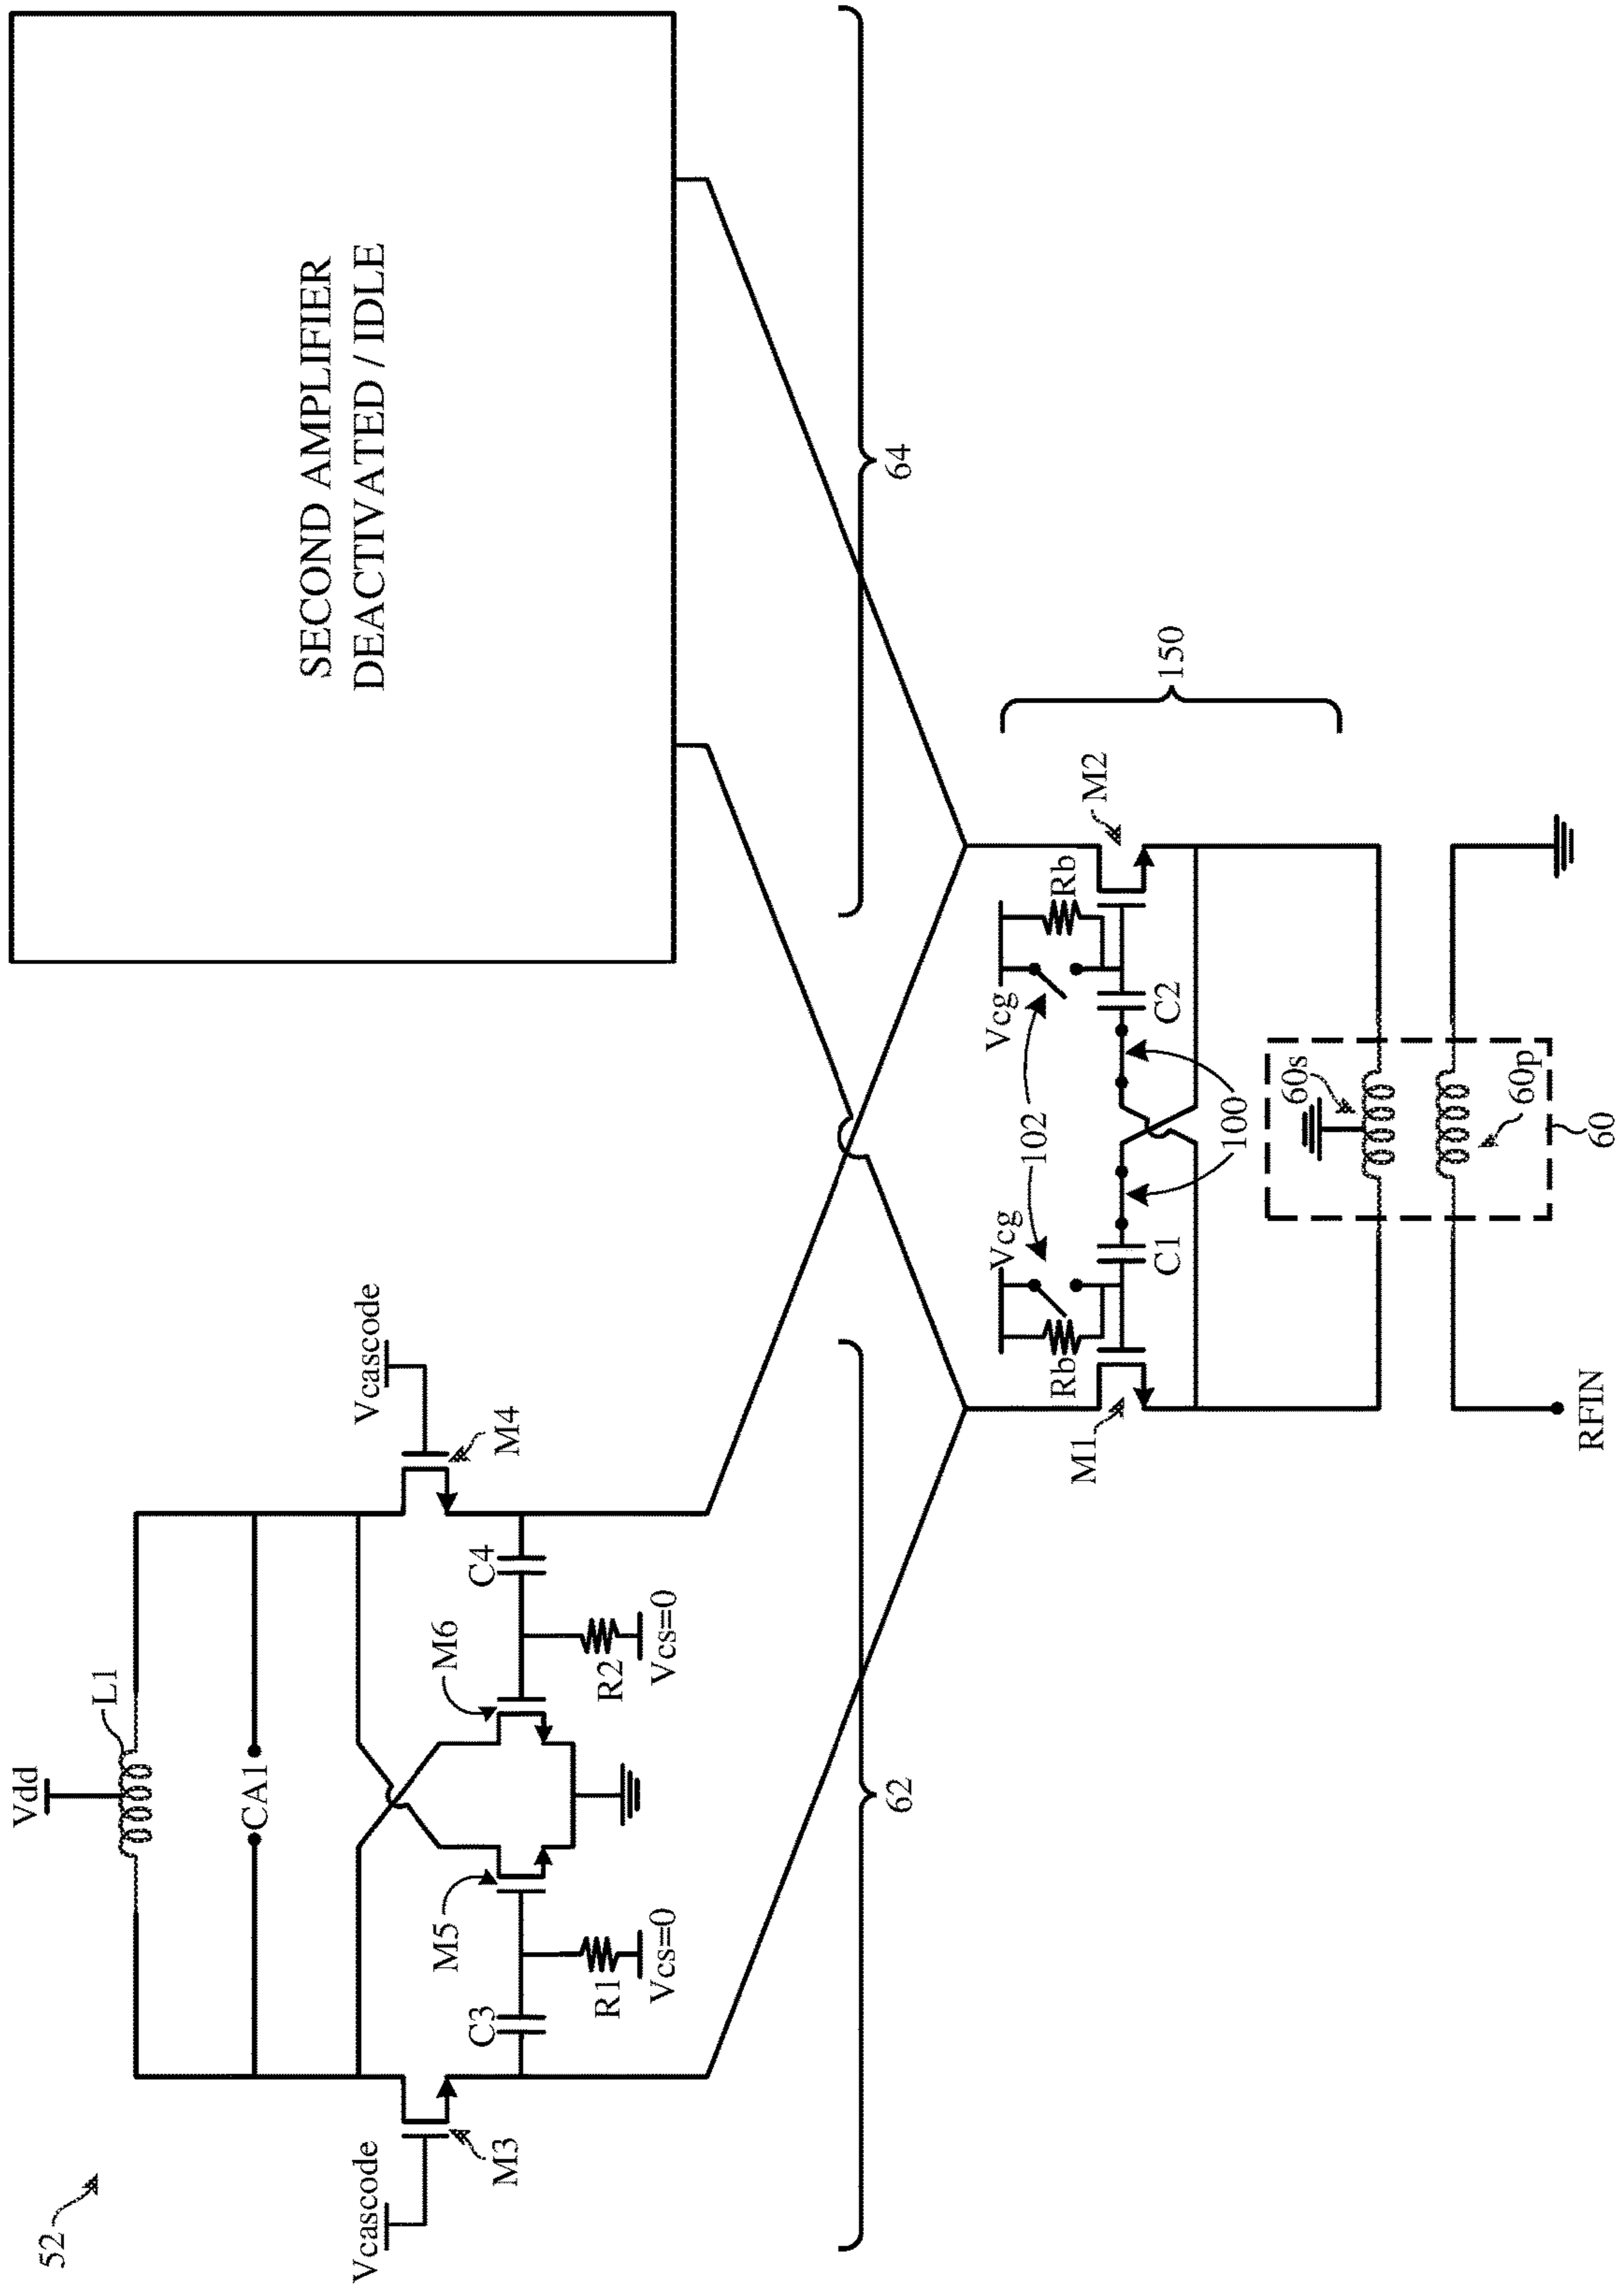 52
Vdd
L1
CA1
Vcascode
M3
Vcascode
M4
C3
M5
M6
C4
R1
Vcs=0
R2
Vcs=0
62
SECOND AMPLIFIER
DEACTIVATED / IDLE
64
Vcg
102
Vcg
Rb
Rb
M1
M2
C1
C2
100
150
60s
60p
60
RFIN